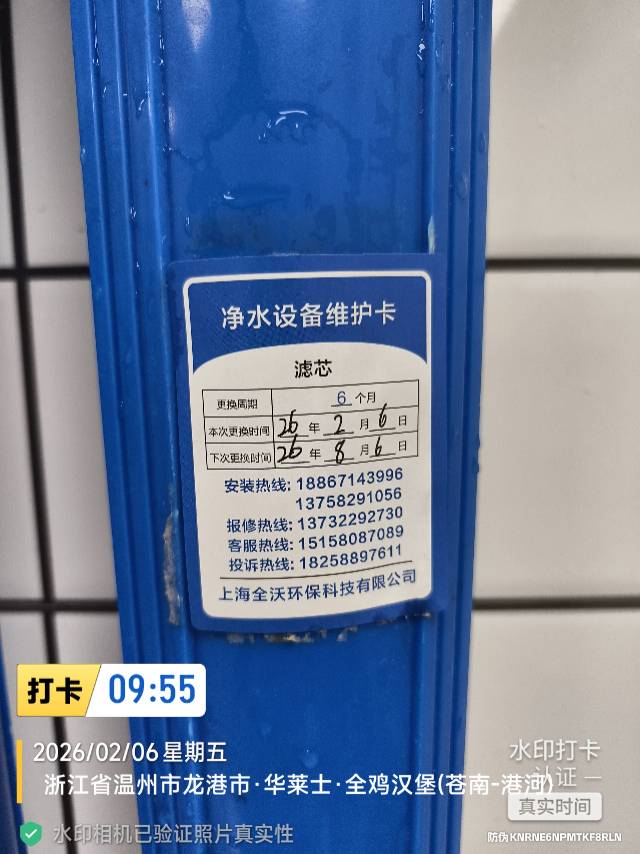 净水设备维护卡
滤芯
更换周期 6 个月
本次更换时间 26 年 2 月 6 日
下次更换时间 26 年 8 月 6 日
安装热线: 18867143996
13758291056
报修热线: 13732292730
客服热线: 15158087089
投诉热线: 18258897611
上海全沃环保科技有限公司
打卡 09:55
2026/02/06 星期五
浙江省温州市龙港市·华莱士·全鸡汉堡(苍南-港河)
水印相机已验证照片真实性
水印打卡
认证
真实时间
防伪KNRNE6NPMTKF8RLN